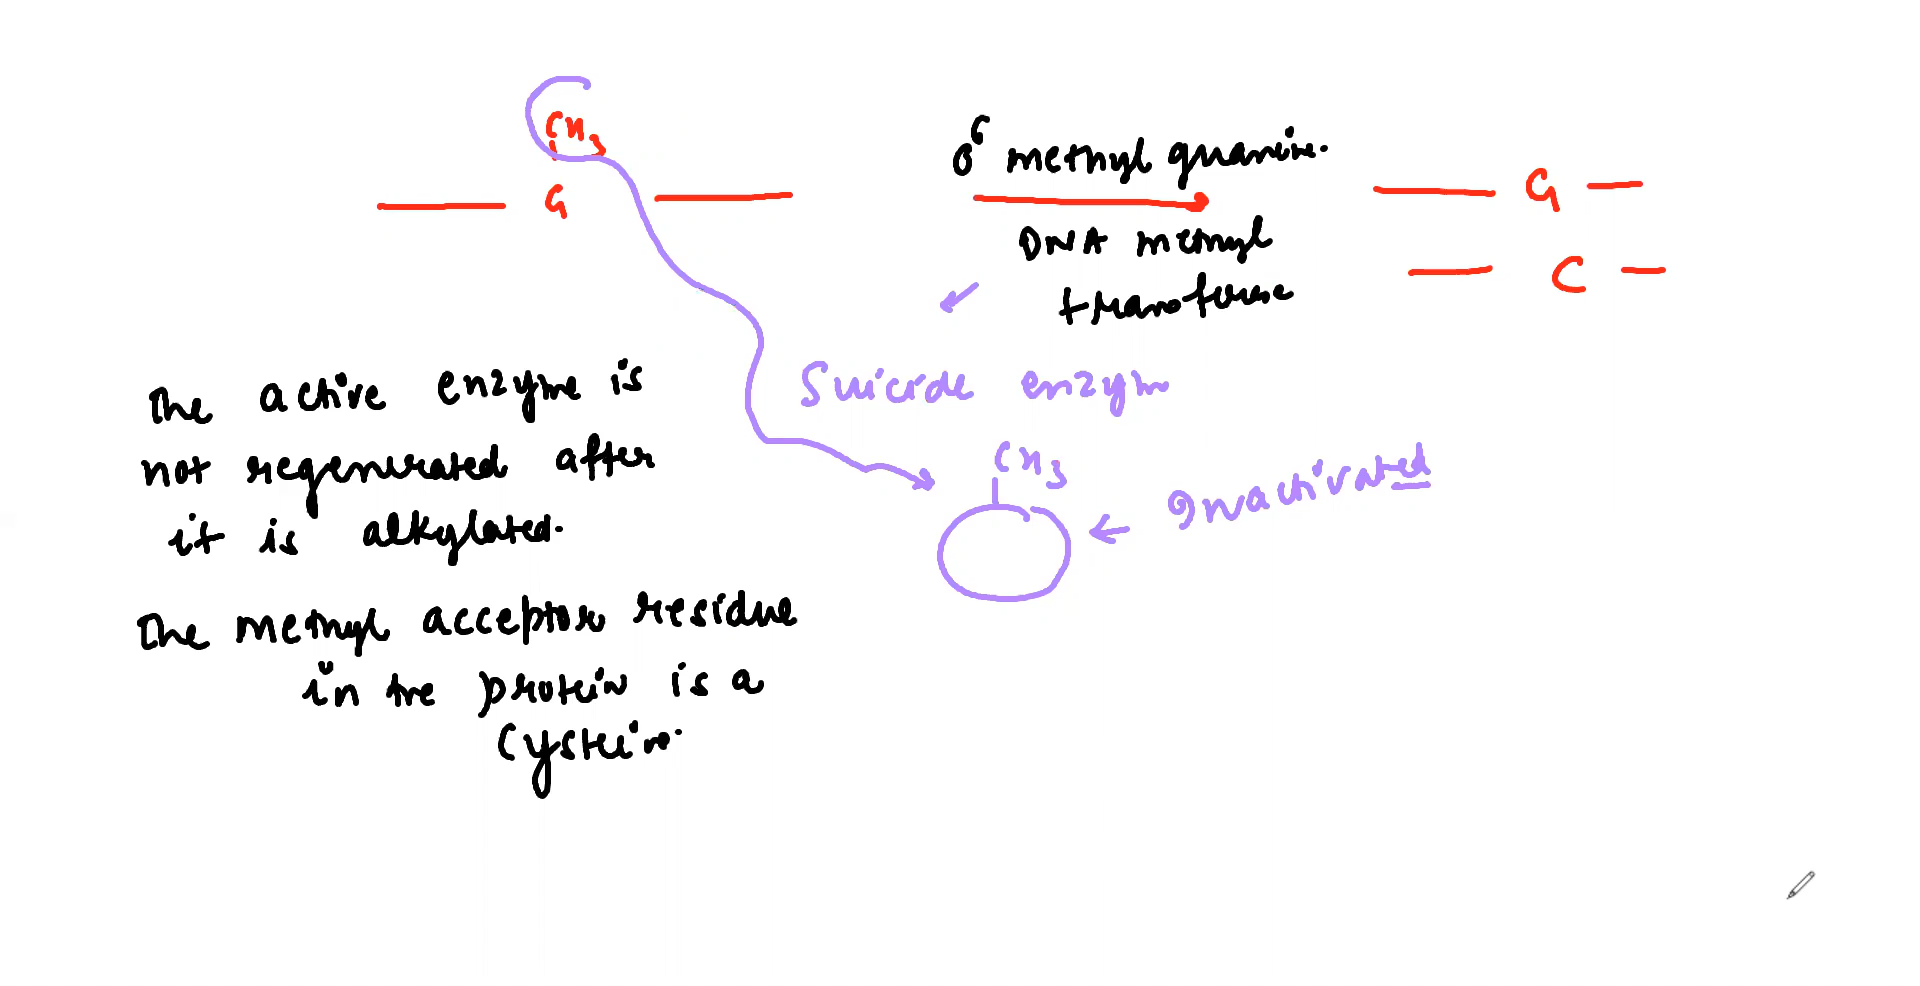 CH3
G
O6 methyl guanine.
DNA methyl
transferase
G
C
Suicide enzyme
CH3
Inactivated
The active enzyme is
not regenerated after
it is alkylated.
The methyl acceptor residue
in the protein is a
cysteine.